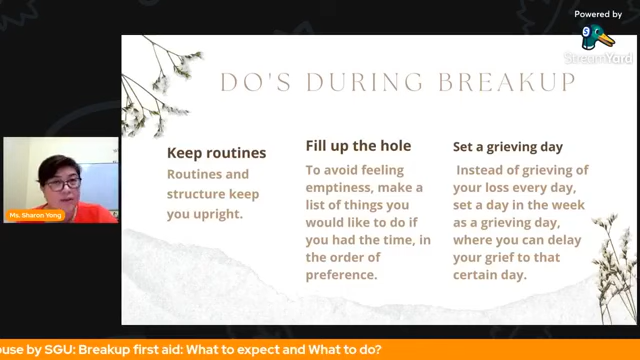 Powered by
StreamYard
DO'S DURING BREAKUP
Keep routines
Routines and
structure keep
you upright.
Fill up the hole
To avoid feeling
emptiness, make a
list of things you
would like to do if
you had the time, in
the order of
preference.
Set a grieving day
Instead of grieving of
your loss every day,
set a day in the week
as a grieving day,
where you can delay
your grief to that
certain day.
Ms. Sharon Yong
ouse by SGU: Breakup first aid: What to expect and What to do?